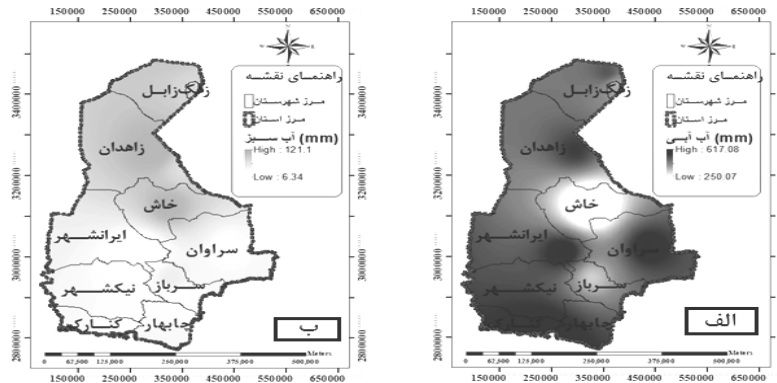 150000 250000 350000 450000 550000 650000
راهنمای نقشه
مرز شهرستان
مرز استان
آب سبز (mm)
High : 121.1
Low : 6.34
زابل
زاهدان
خاش
ایرانشهر
سراوان
نیکشهر
سرباز
کنارک
چابهار
ب
3400000
3200000
3000000
2800000
Meters
0 62,500 125,000 250,000 375,000 500,000
150000 250000 350000 450000 550000 650000
150000 250000 350000 450000 550000 650000
راهنمای نقشه
مرز شهرستان
مرز استان
آب آبی (mm)
High : 617.08
Low : 250.07
زابل
زاهدان
خاش
ایرانشهر
سراوان
نیکشهر
سرباز
کنارک
چابهار
الف
3400000
3200000
3000000
2800000
Meters
0 62,500 125,000 250,000 375,000 500,000
150000 250000 350000 450000 550000 650000